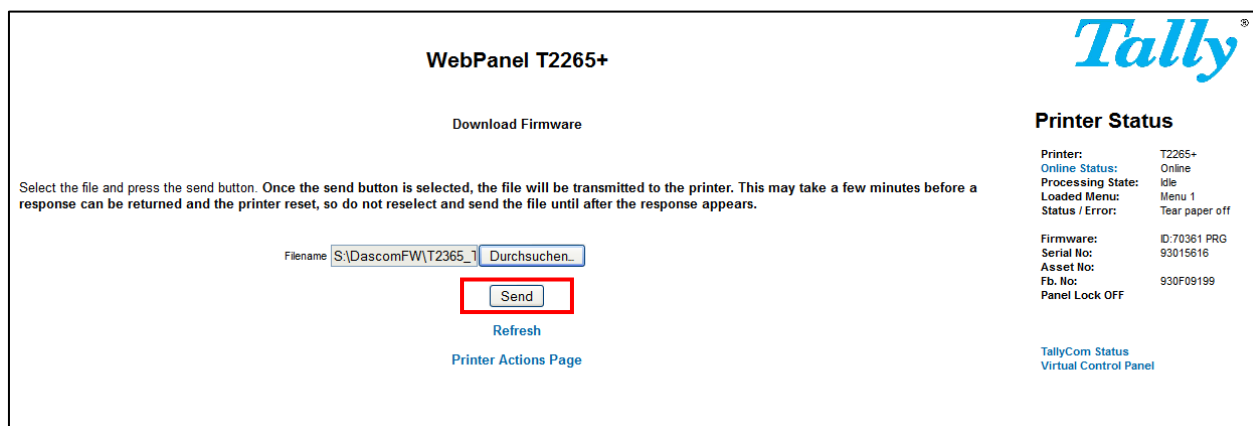 Tally®
WebPanel T2265+
Download Firmware
Select the file and press the send button. Once the send button is selected, the file will be transmitted to the printer. This may take a few minutes before a
response can be returned and the printer reset, so do not reselect and send the file until after the response appears.
Filename S:\DascomFW\T2365_T Durchsuchen...
Send
Refresh
Printer Actions Page
Printer Status
Printer: T2265+
Online Status: Online
Processing State: Idle
Loaded Menu: Menu 1
Status / Error: Tear paper off
Firmware: ID:70361 PRG
Serial No: 93015616
Asset No:
Fb. No: 930F09199
Panel Lock OFF
TallyCom Status
Virtual Control Panel